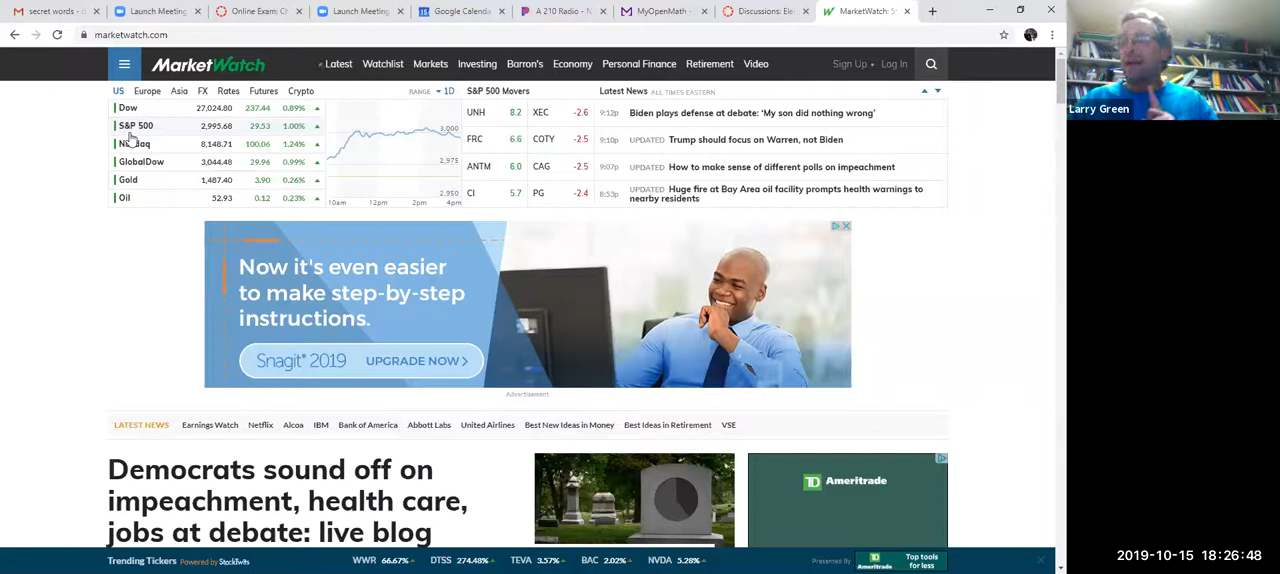 secret words - d
Launch Meeting
Online Exam: Ch
Launch Meeting
Google Calenda
A 210 Radio - N
MyOpenMath -
Discussions: Ele
MarketWatch: St
marketwatch.com
MarketWatch
Latest Watchlist Markets Investing Barron's Economy Personal Finance Retirement Video
Sign Up • Log In
US Europe Asia FX Rates Futures Crypto
RANGE 1D
Dow 27,024.80 237.44 0.89%
S&P 500 2,995.68 29.53 1.00%
Nasdaq 8,148.71 100.06 1.24%
GlobalDow 3,044.48 29.96 0.99%
Gold 1,487.40 3.90 0.26%
Oil 52.93 0.12 0.23%
3,000
2,975
2,950
10am 12pm 2pm 4pm
S&P 500 Movers
UNH 8.2 XEC -2.6
FRC 6.6 COTY -2.5
ANTM 6.0 CAG -2.5
CI 5.7 PG -2.4
Latest News ALL TIMES EASTERN
9:12p Biden plays defense at debate: ‘My son did nothing wrong’
9:10p UPDATED Trump should focus on Warren, not Biden
9:07p UPDATED How to make sense of different polls on impeachment
8:53p UPDATED Huge fire at Bay Area oil facility prompts health warnings to
nearby residents
Larry Green
Now it's even easier
to make step-by-step
instructions.
Snagit® 2019 UPGRADE NOW
Advertisement
LATEST NEWS Earnings Watch Netflix Alcoa IBM Bank of America Abbott Labs United Airlines Best New Ideas in Money Best Ideas in Retirement VSE
Democrats sound off on
impeachment, health care,
jobs at debate: live blog
TD Ameritrade
Trending Tickers Powered by StockTwits
WWR 66.67% DTSS 274.48% TEVA 3.57% BAC 2.02% NVDA 5.28%
Presented By
TD Ameritrade
Top tools
for less
2019-10-15 18:26:48